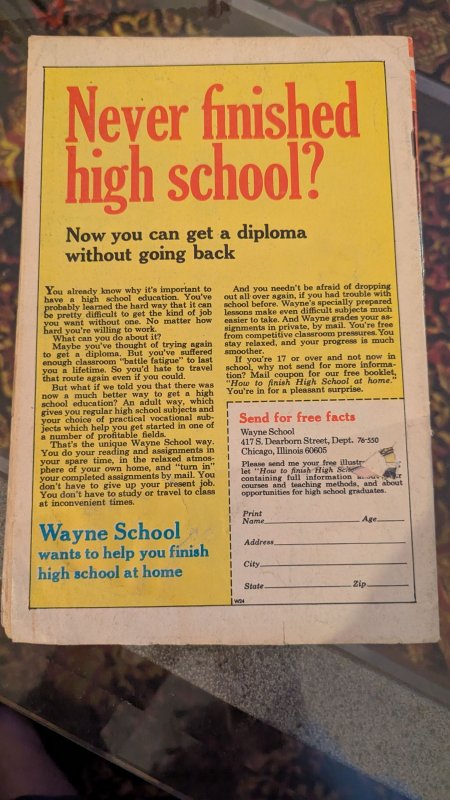 Never finished
high school?
Now you can get a diploma
without going back
You already know why it's important to
have a high school education. You've
probably learned the hard way that it can
be pretty difficult to get the kind of job
you want without one. No matter how
hard you're willing to work.
What can you do about it?
Maybe you've thought of trying again
to get a diploma. But you've suffered
enough classroom "battle fatigue" to last
you a lifetime. So you'd hate to travel
that route again even if you could.
But what if we told you that there was
now a much better way to get a high
school education? An adult way, which
gives you regular high school subjects and
your choice of practical vocational sub-
jects which help you get started in one of
a number of profitable fields.
That's the unique Wayne School way.
You do your reading and assignments in
your spare time, in the relaxed atmos-
phere of your own home, and "turn in"
your completed assignments by mail. You
don't have to give up your present job.
You don't have to study or travel to class
at inconvenient times.
Wayne School
wants to help you finish
high school at home
And you needn't be afraid of dropping
out all over again, if you had trouble with
school before. Wayne's specially prepared
lessons make even difficult subjects much
easier to take. And Wayne grades your as-
signments in private, by mail. You're free
from competitive classroom pressures. You
stay relaxed, and your progress is much
smoother.
If you're 17 or over and not now in
school, why not send for more informa-
tion? Mail coupon for our free booklet,
"How to finish High School at home."
You're in for a pleasant surprise.
Send for free facts
Wayne School
417 S. Dearborn Street, Dept. 76-550
Chicago, Illinois 60605
Please send me your free illustr
let "How to finish High Sch
containing full information
courses and teaching methods, and about
opportunities for high school graduates.
Print
Name Age
Address
City
State Zip
W24